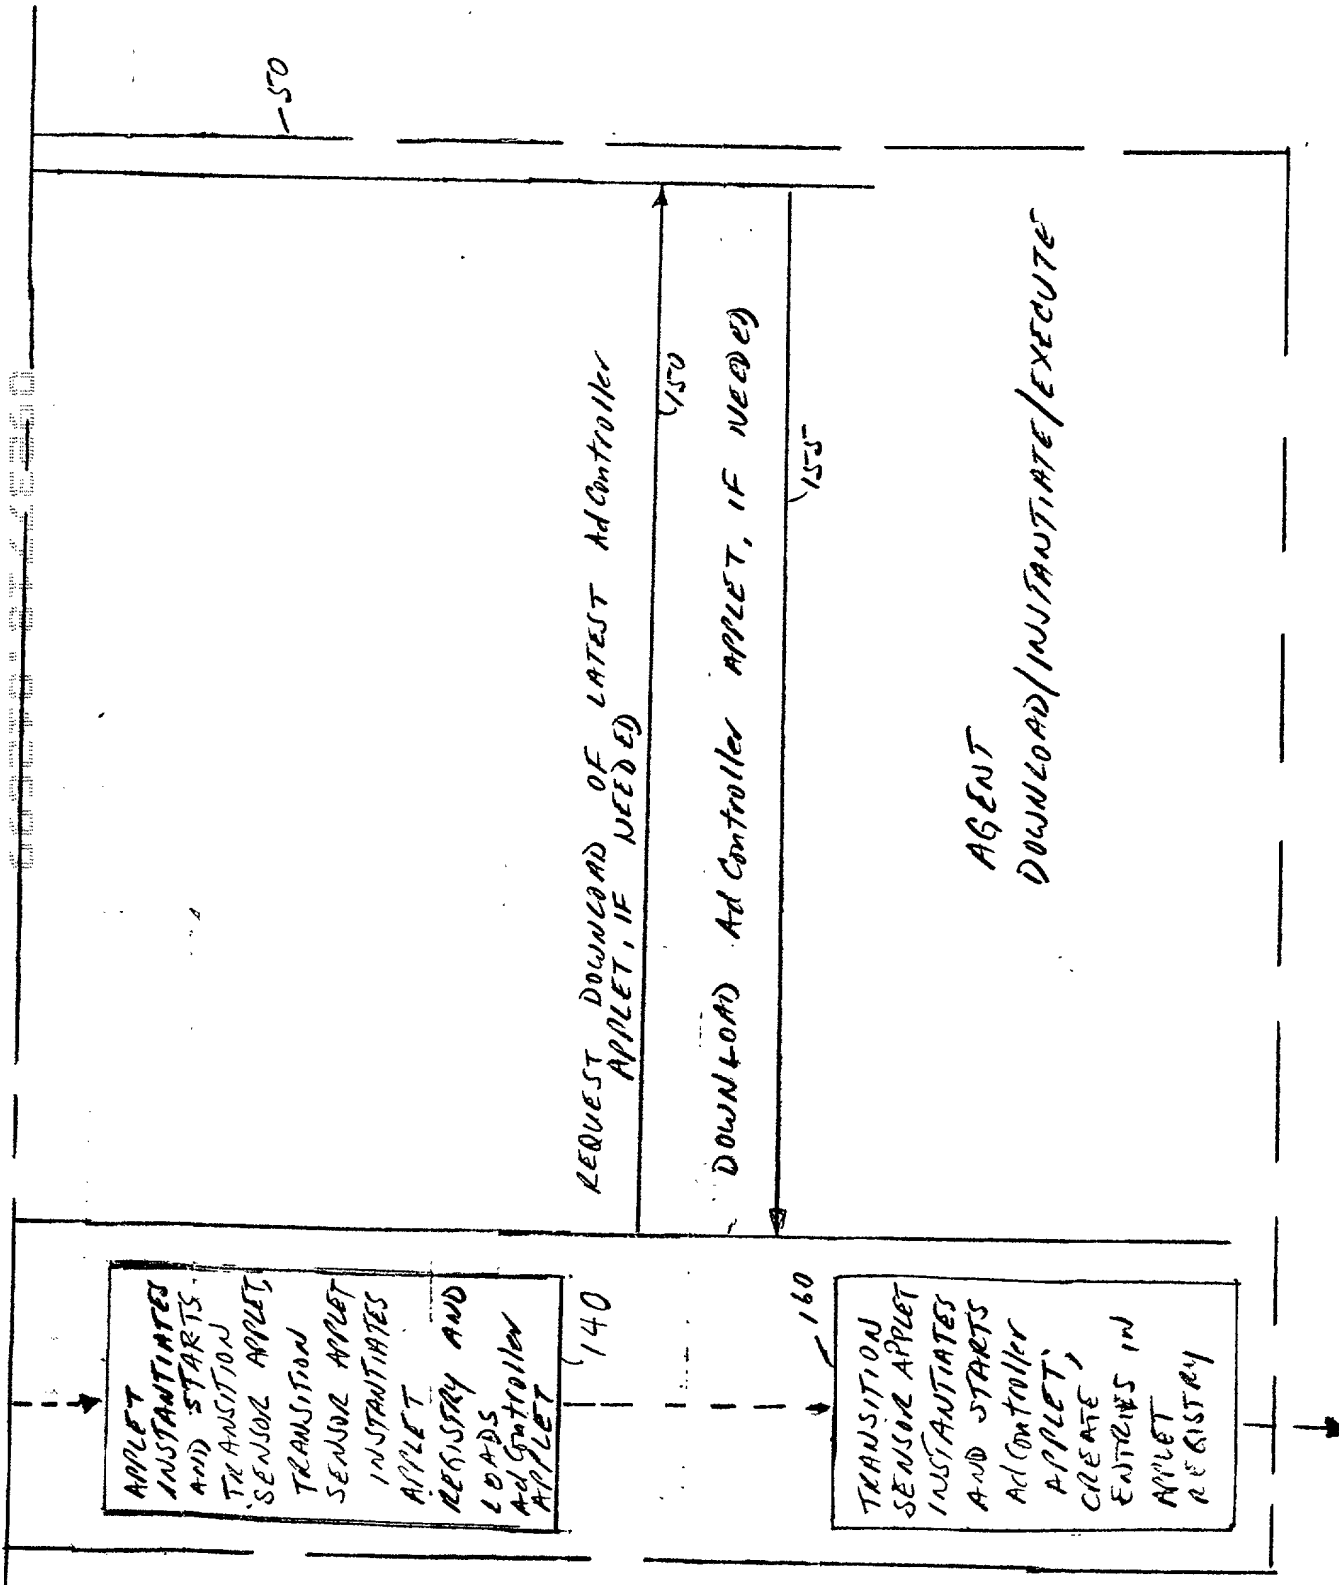 50
REQUEST DOWNLOAD OF LATEST AdController
APPLET, IF NEEDED
150
DOWNLOAD AdController APPLET, IF NEEDED
155
AGENT
DOWNLOAD/INSTANTIATE/EXECUTE
APPLET
INSTANTIATES
AND STARTS
TRANSITION
SENSOR APPLET,
TRANSITION
SENSOR APPLET
INSTANTIATES
APPLET
REGISTRY AND
LOADS
AdController
APPLET
140
160
TRANSITION
SENSOR APPLET
INSTANTIATES
AND STARTS
AdController
APPLET;
CREATE,
ENTRIES IN
APPLET
REGISTRY